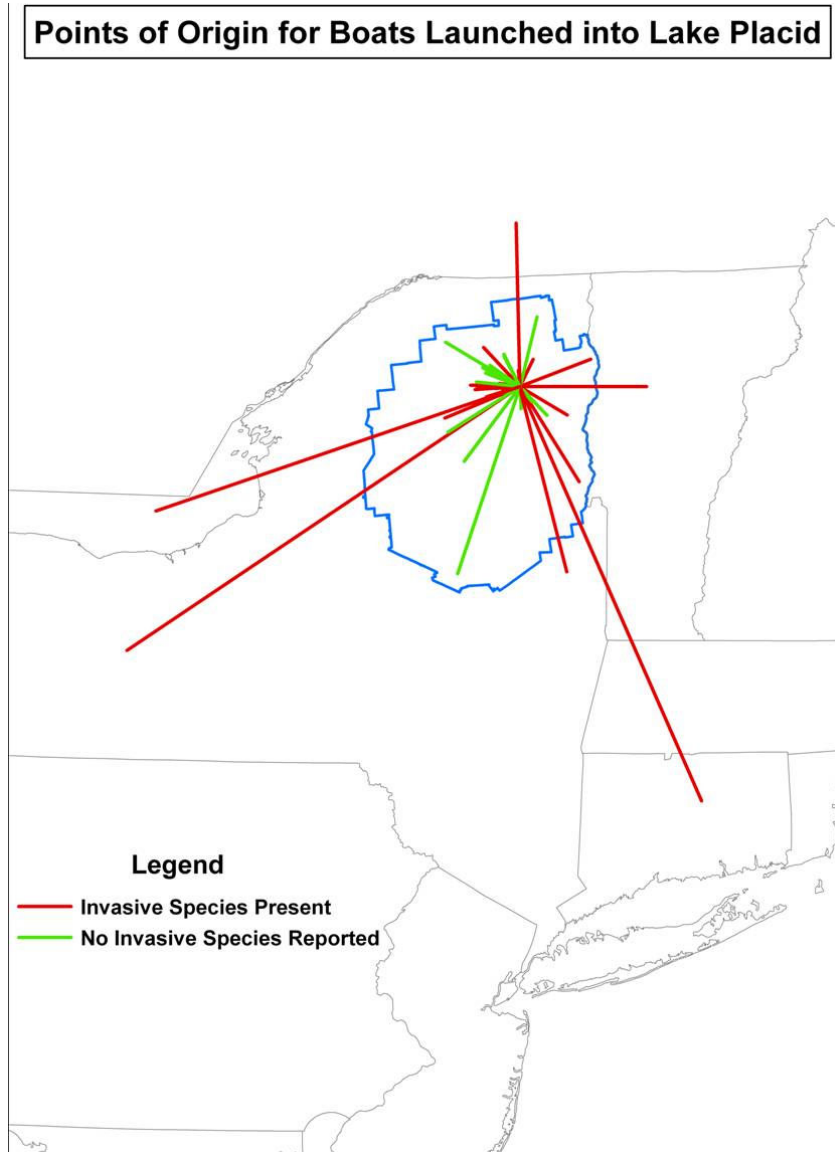 Points of Origin for Boats Launched into Lake Placid
Legend
Invasive Species Present
No Invasive Species Reported